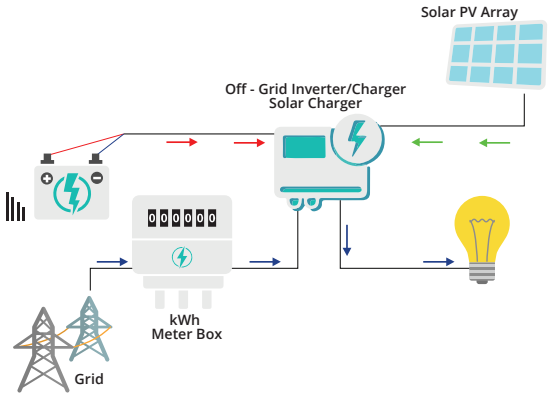 Solar PV Array
Off - Grid Inverter/Charger
Solar Charger
+
-
000000
kWh
Meter Box
Grid